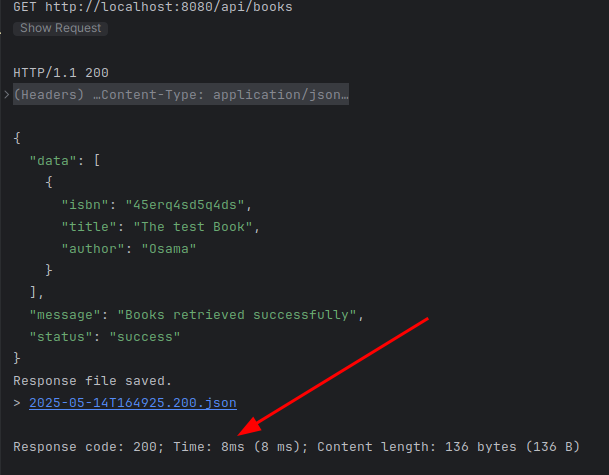 GET http://localhost:8080/api/books
Show Request
HTTP/1.1 200
(Headers) …Content-Type: application/json…
{
  "data": [
    {
      "isbn": "45erq4sd5q4ds",
      "title": "The test Book",
      "author": "Osama"
    }
  ],
  "message": "Books retrieved successfully",
  "status": "success"
}
Response file saved.
> 2025-05-14T164925.200.json
Response code: 200; Time: 8ms (8 ms); Content length: 136 bytes (136 B)